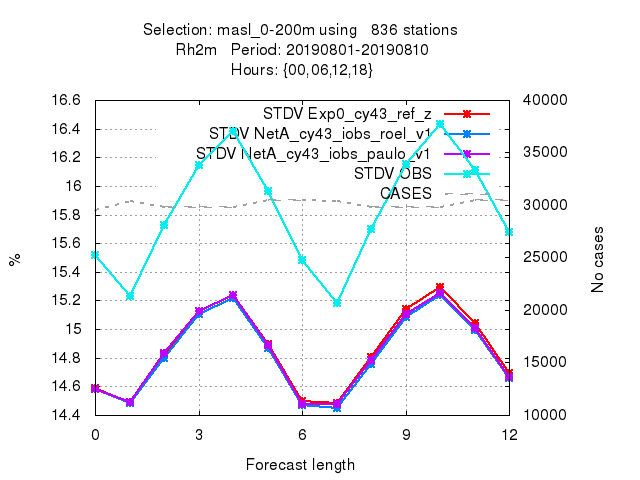 Selection: masl_0-200m using 836 stations
Rh2m Period: 20190801-20190810
Hours: {00,06,12,18}
STDV Exp0_cy43_ref_z
STDV NetA_cy43_iobs_roel_v1
STDV NetA_cy43_iobs_paulo_v1
STDV OBS
CASES
16.6
16.4
16.2
16
15.8
15.6
15.4
15.2
15
14.8
14.6
14.4
%
40000
35000
30000
25000
20000
15000
10000
No cases
0 3 6 9 12
Forecast length